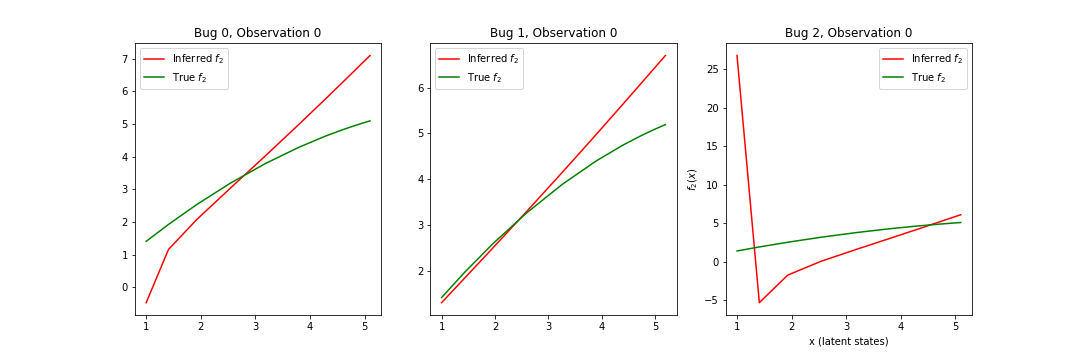 Bug 0, Observation 0
Inferred f₂
True f₂
7
6
5
4
3
2
1
0
1 2 3 4 5
Bug 1, Observation 0
Inferred f₂
True f₂
6
5
4
3
2
1 2 3 4 5
Bug 2, Observation 0
Inferred f₂
True f₂
f₂(x)
25
20
15
10
5
0
−5
1 2 3 4 5
x (latent states)